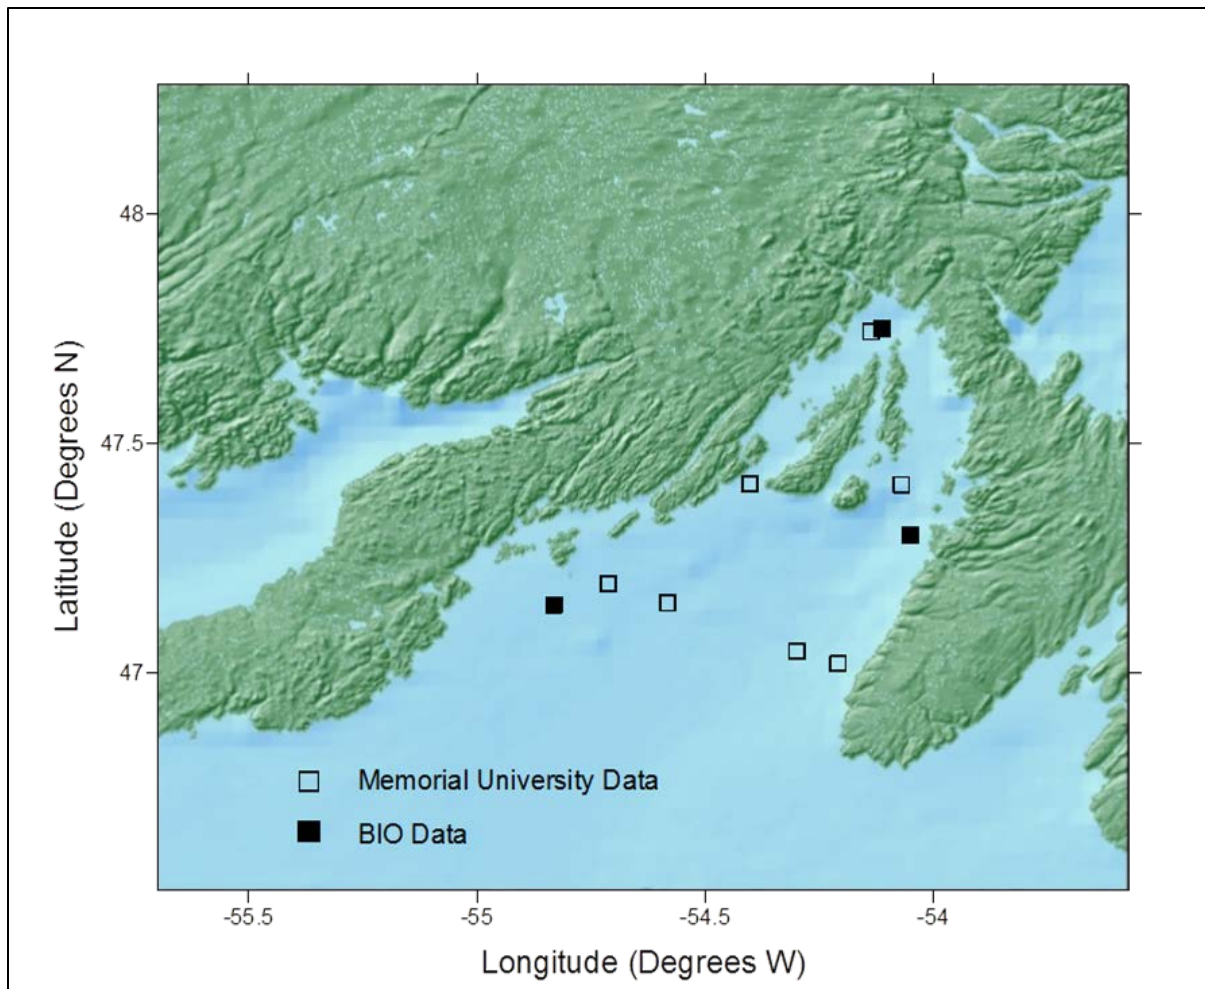 48
47.5
47
Latitude (Degrees N)
Memorial University Data
BIO Data
-55.5
-55
-54.5
-54
Longitude (Degrees W)